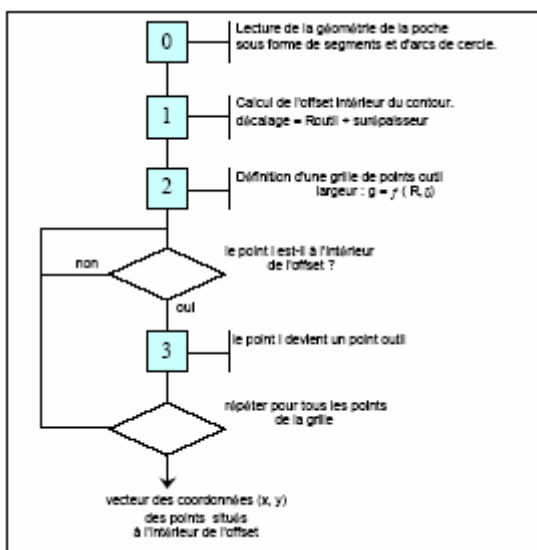 0
Lecture de la géométrie de la poche
sous forme de segments et d'arcs de cercle.
1
Calcul de l'offset intérieur du contour.
décalage = Routil + surépaisseur
2
Définition d'une grille de points outil
largeur : g = f ( R,
non
le point i est-il à l'intérieur
de l'offset ?
oui
3
le point i devient un point outil
répéter pour tous les points
de la grille
vecteur des coordonnées (x, y)
des points situés
à l'intérieur de l'offset